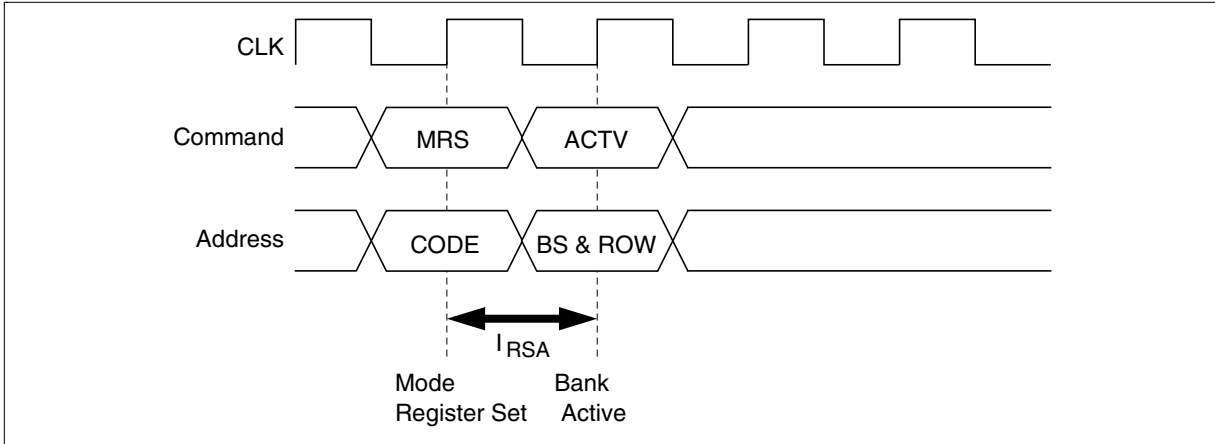 CLK
Command
MRS
ACTV
Address
CODE
BS & ROW
I RSA
Mode
Register Set
Bank
Active